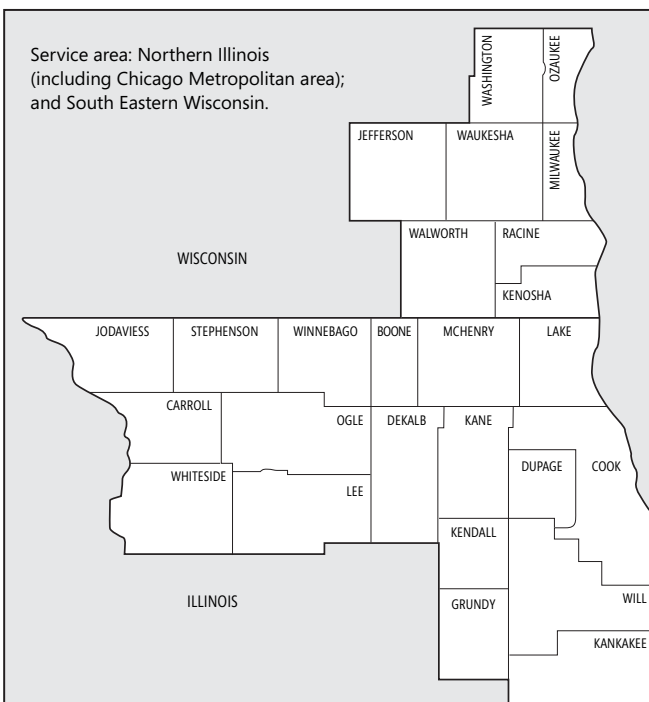 Service area: Northern Illinois
(including Chicago Metropolitan area);
and South Eastern Wisconsin.
WASHINGTON
OZAUKEE
JEFFERSON
WAUKESHA
MILWAUKEE
WALWORTH
RACINE
WISCONSIN
KENOSHA
JODAVIESS
STEPHENSON
WINNEBAGO
BOONE
MCHENRY
LAKE
CARROLL
OGLE
DEKALB
KANE
WHITESIDE
LEE
DUPAGE
COOK
KENDALL
ILLINOIS
GRUNDY
WILL
KANKAKEE